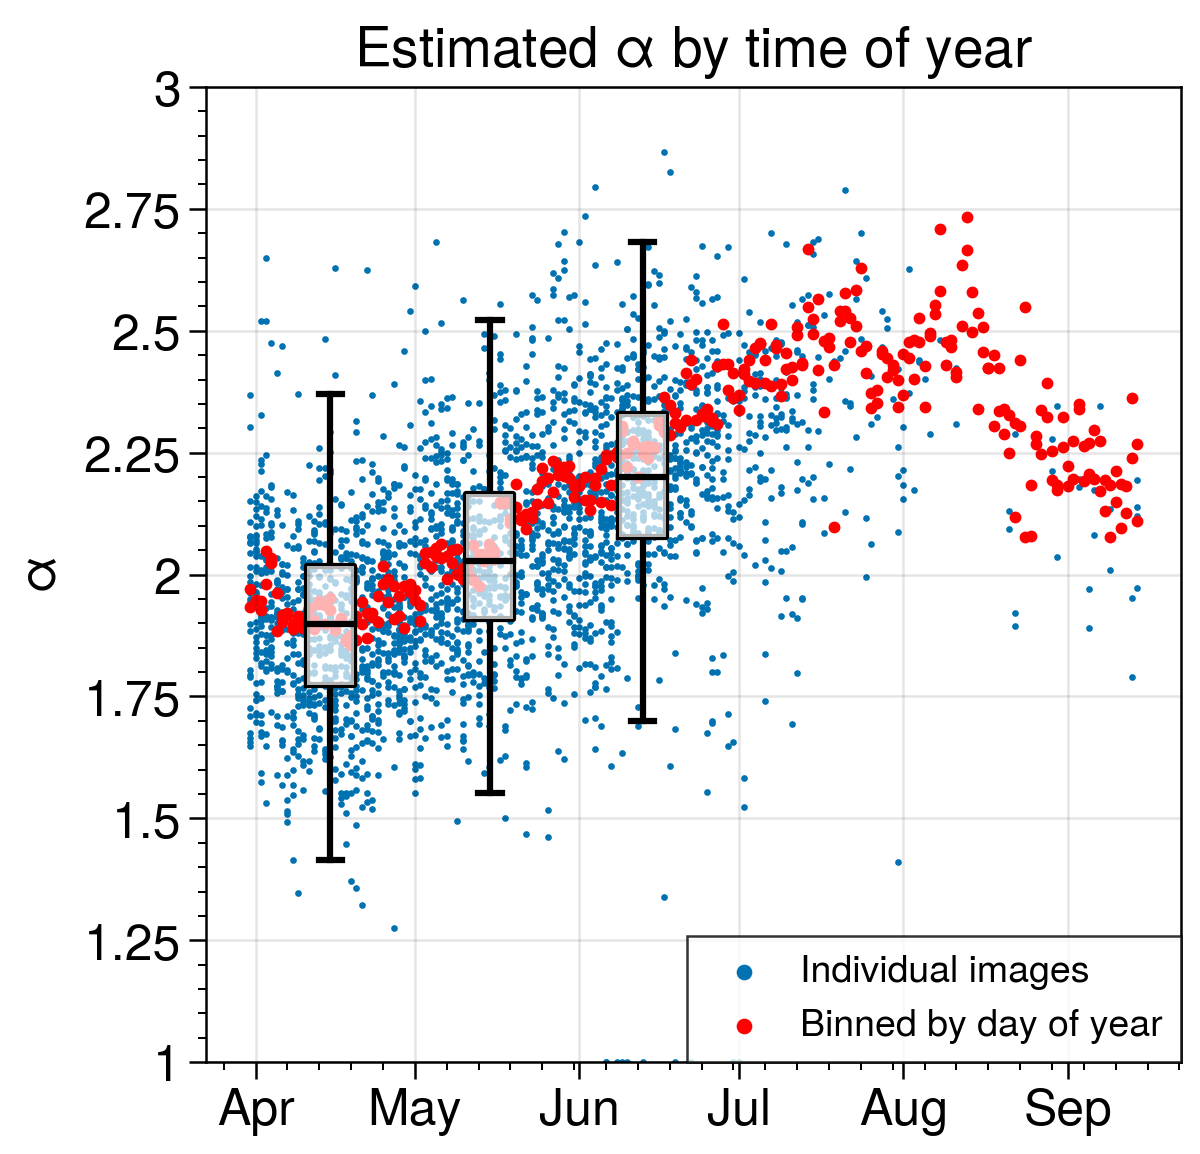 Estimated α by time of year
3
2.75
2.5
2.25
2
1.75
1.5
1.25
1
α
Individual images
Binned by day of year
Apr May Jun Jul Aug Sep